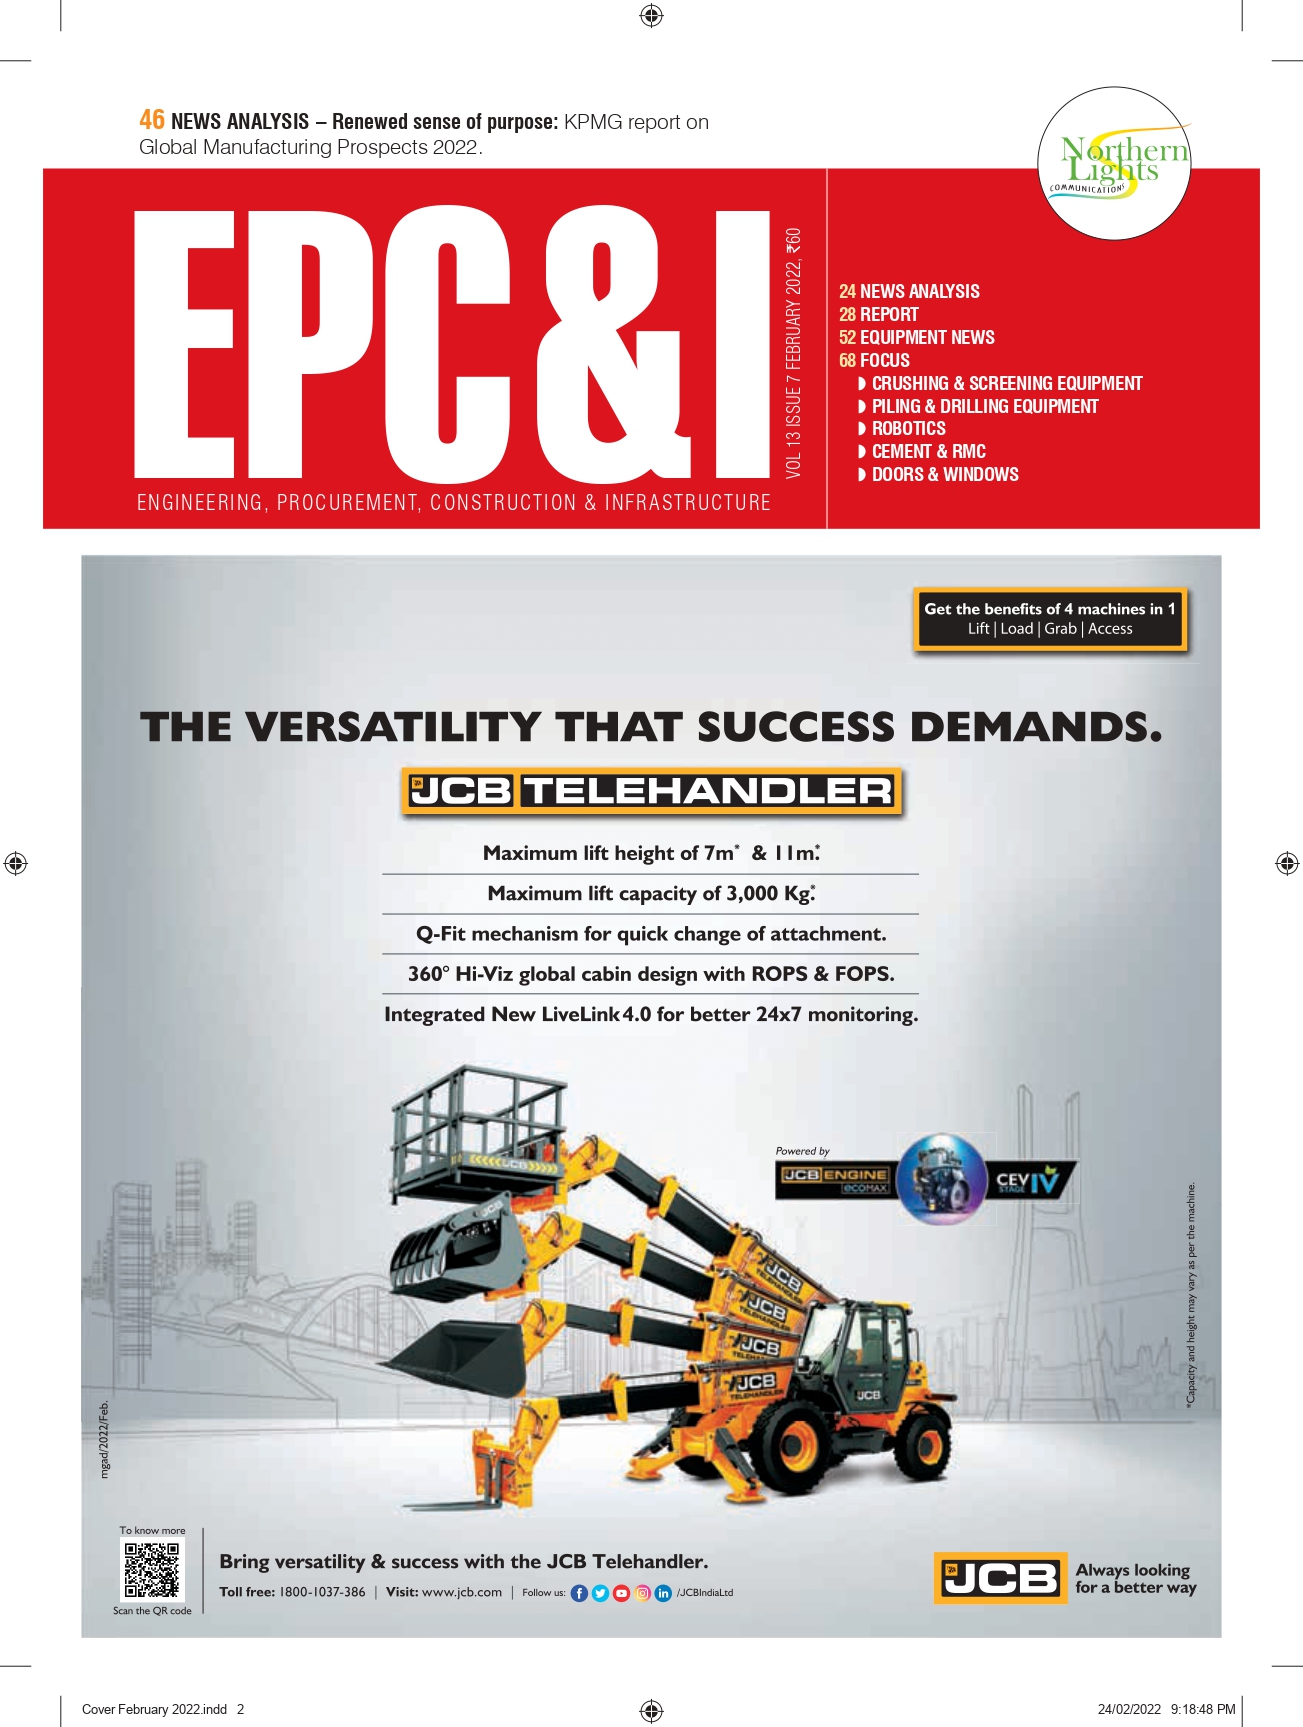 46 NEWS ANALYSIS – Renewed sense of purpose: KPMG report on
Global Manufacturing Prospects 2022.
Northern
Lights
COMMUNICATIONS
EPC&I
ENGINEERING, PROCUREMENT, CONSTRUCTION & INFRASTRUCTURE
VOL 13 ISSUE 7 FEBRUARY 2022, ₹60
24 NEWS ANALYSIS
28 REPORT
52 EQUIPMENT NEWS
68 FOCUS
◗ CRUSHING & SCREENING EQUIPMENT
◗ PILING & DRILLING EQUIPMENT
◗ ROBOTICS
◗ CEMENT & RMC
◗ DOORS & WINDOWS
Get the benefits of 4 machines in 1
Lift | Load | Grab | Access
THE VERSATILITY THAT SUCCESS DEMANDS.
JCB TELEHANDLER
Maximum lift height of 7m* & 11m.*
Maximum lift capacity of 3,000 Kg.*
Q-Fit mechanism for quick change of attachment.
360° Hi-Viz global cabin design with ROPS & FOPS.
Integrated New LiveLink 4.0 for better 24x7 monitoring.
Powered by
JCB ENGINE
ecoMAX
CEV IV
STAGE
JCB
JCB
JCB
TELEHANDLER
JCB
TELEHANDLER
JCB
TELEHANDLER
JCB
TELEHANDLER
JCB
*Capacity and height may vary as per the machine.
mgad/2022/Feb.
To know more
Scan the QR code
Bring versatility & success with the JCB Telehandler.
Toll free: 1800-1037-386 | Visit: www.jcb.com | Follow us: /JCBIndiaLtd
JCB
Always looking
for a better way
Cover February 2022.indd 2
24/02/2022 9:18:48 PM